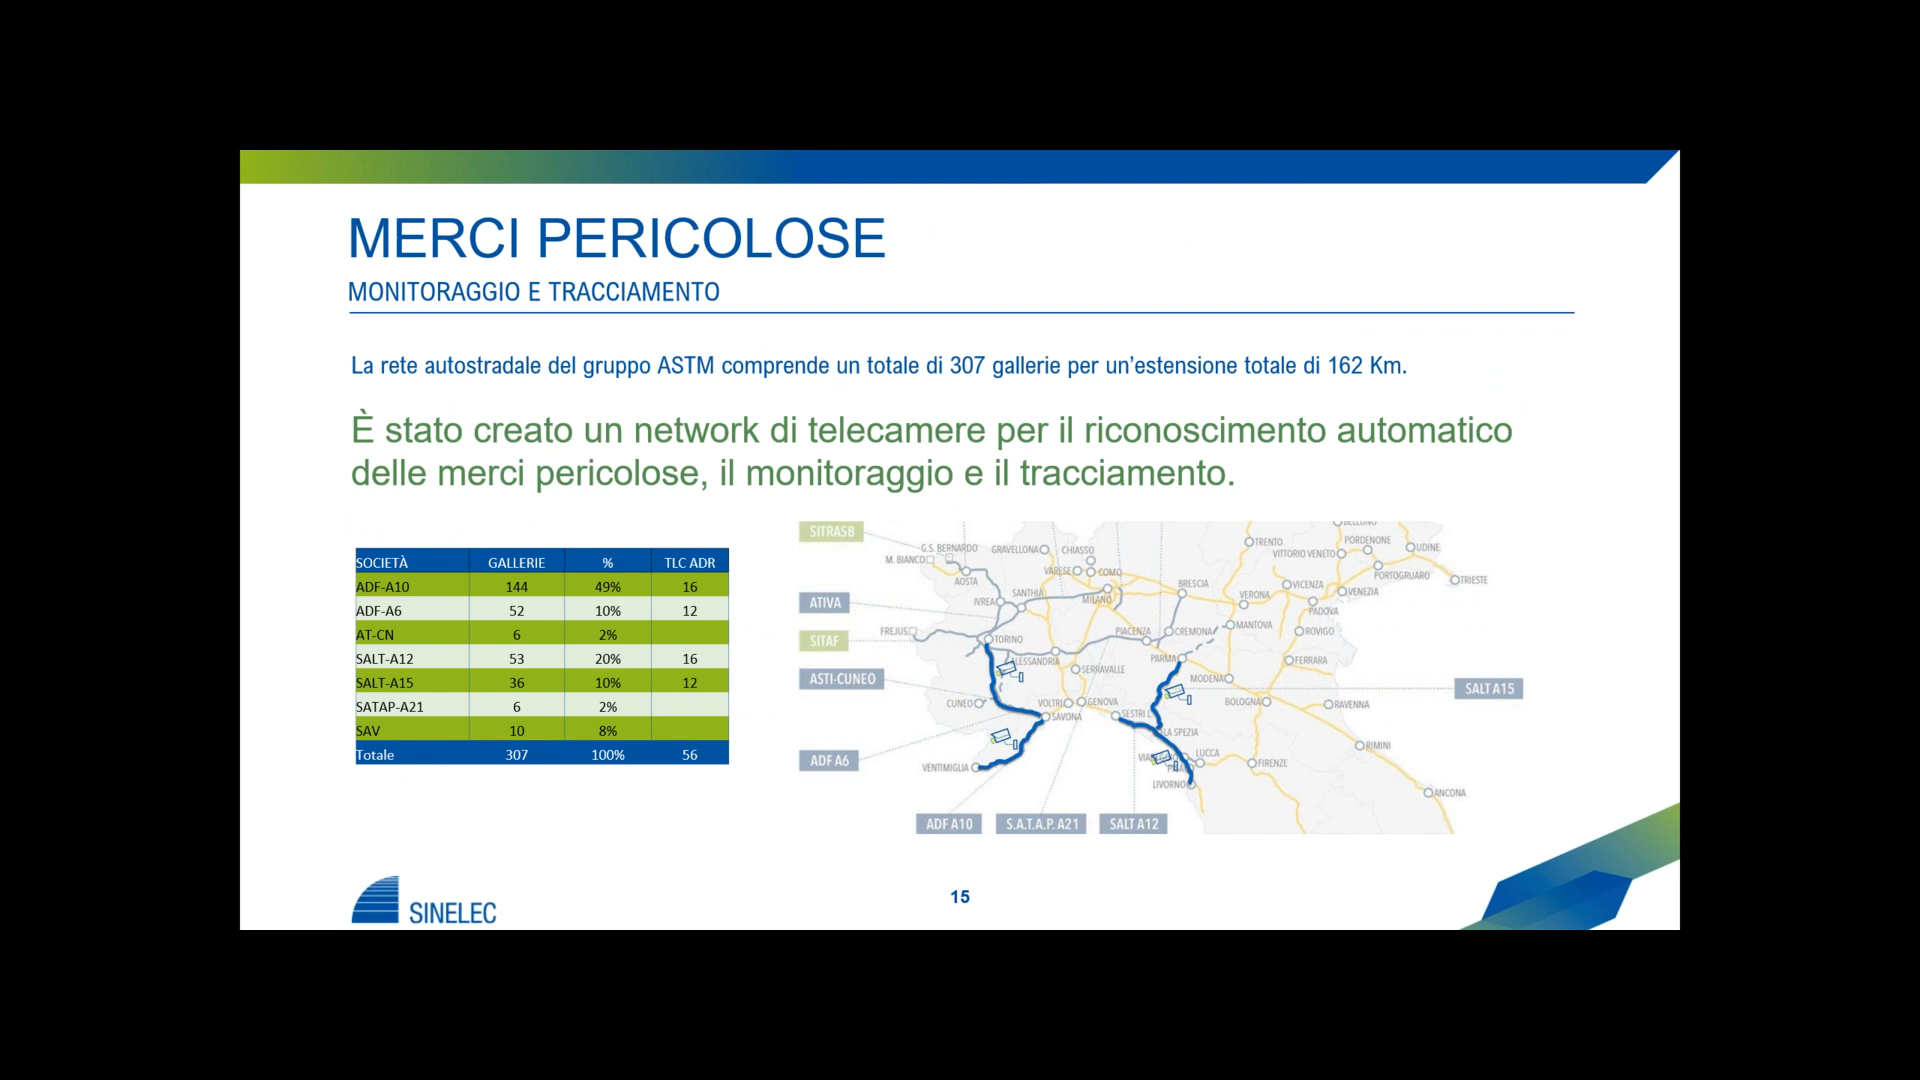 MERCI PERICOLOSE
MONITORAGGIO E TRACCIAMENTO
La rete autostradale del gruppo ASTM comprende un totale di 307 gallerie per un'estensione totale di 162 Km.
È stato creato un network di telecamere per il riconoscimento automatico
delle merci pericolose, il monitoraggio e il tracciamento.
SOCIETÀ GALLERIE % TLC ADR
ADF-A10 144 49% 16
ADF-A6 52 10% 12
AT-CN 6 2%
SALT-A12 53 20% 16
SALT-A15 36 10% 12
SATAP-A21 6 2%
SAV 10 8%
Totale 307 100% 56
SITRASB
ATIVA
SITAF
ASTI-CUNEO
ADF A6
ADF A10
S.A.T.A.P. A21
SALT A12
SALT A15
G.S. BERNARDO
M. BIANCO
AOSTA
GRAVELLONA
CHIASSO
VARESE
COMO
IVREA
SANTHIÀ
MILANO
BRESCIA
TRENTO
BELLUNO
VITTORIO VENETO
PORDENONE
UDINE
PORTOGRUARO
TRIESTE
VICENZA
VENEZIA
VERONA
PADOVA
FREJUS
TORINO
PIACENZA
CREMONA
MANTOVA
ROVIGO
ALESSANDRIA
SERRAVALLE
PARMA
FERRARA
MODENA
CUNEO
VOLTRI
GENOVA
SAVONA
SESTRI L.
BOLOGNA
RAVENNA
LA SPEZIA
RIMINI
VENTIMIGLIA
LUCCA
FIRENZE
LIVORNO
ANCONA
SINELEC
15